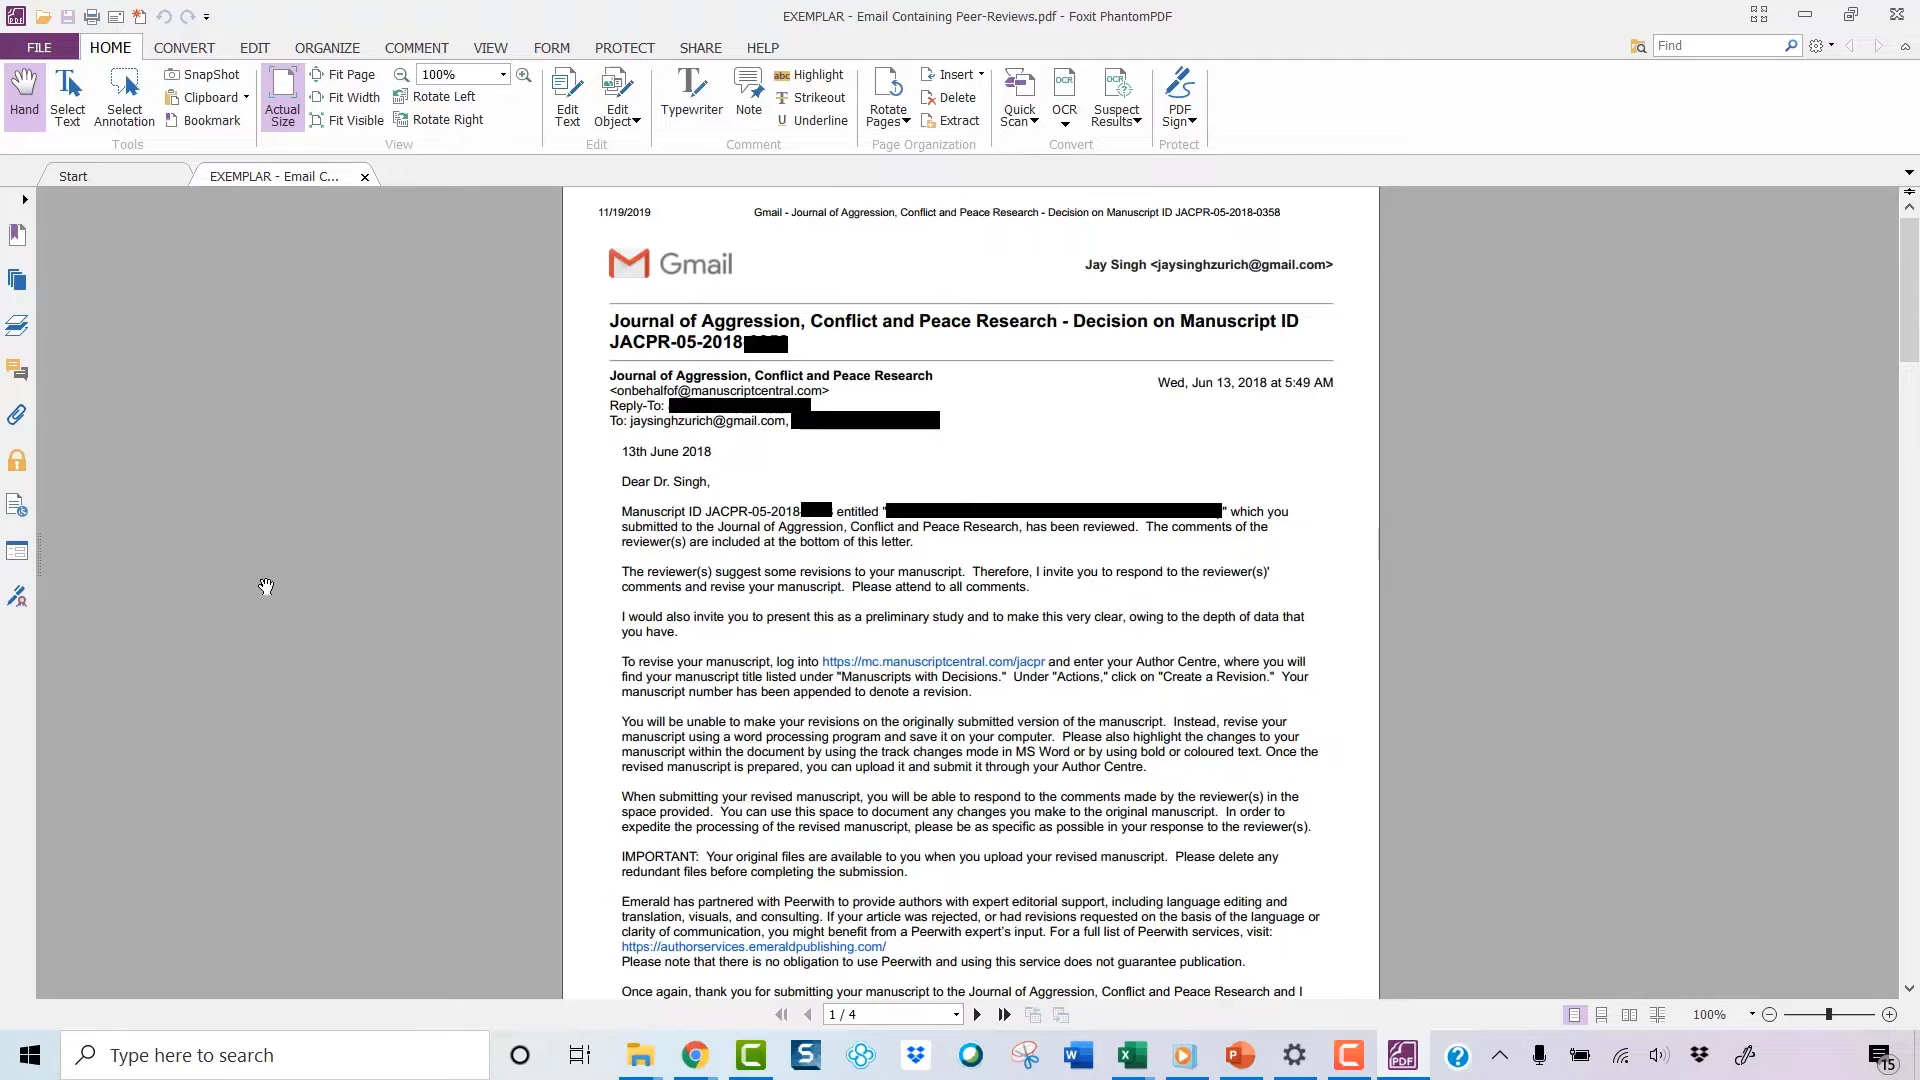 EXEMPLAR - Email Containing Peer-Reviews.pdf - Foxit PhantomPDF
FILE HOME CONVERT EDIT ORGANIZE COMMENT VIEW FORM PROTECT SHARE HELP
Find
Hand
Select Text
Select Annotation
SnapShot
Clipboard
Bookmark
Tools
Actual Size
Fit Page
Fit Width
Fit Visible
100%
Rotate Left
Rotate Right
View
Edit Text
Edit Object
Edit
Typewriter
Note
Highlight
Strikeout
Underline
Comment
Rotate Pages
Insert
Delete
Extract
Page Organization
Quick Scan
OCR
Suspect Results
Convert
PDF Sign
Protect
Start
EXEMPLAR - Email C...
11/19/2019 Gmail - Journal of Aggression, Conflict and Peace Research - Decision on Manuscript ID JACPR-05-2018-0358
Gmail
Jay Singh <jaysinghzurich@gmail.com>
Journal of Aggression, Conflict and Peace Research - Decision on Manuscript ID
JACPR-05-2018
Journal of Aggression, Conflict and Peace Research
Wed, Jun 13, 2018 at 5:49 AM
<onbehalfof@manuscriptcentral.com>
Reply-To:
To: jaysinghzurich@gmail.com,
13th June 2018
Dear Dr. Singh,
Manuscript ID JACPR-05-2018- entitled " " which you
submitted to the Journal of Aggression, Conflict and Peace Research, has been reviewed. The comments of the
reviewer(s) are included at the bottom of this letter.
The reviewer(s) suggest some revisions to your manuscript. Therefore, I invite you to respond to the reviewer(s)'
comments and revise your manuscript. Please attend to all comments.
I would also invite you to present this as a preliminary study and to make this very clear, owing to the depth of data that
you have.
To revise your manuscript, log into https://mc.manuscriptcentral.com/jacpr and enter your Author Centre, where you will
find your manuscript title listed under "Manuscripts with Decisions." Under "Actions," click on "Create a Revision." Your
manuscript number has been appended to denote a revision.
You will be unable to make your revisions on the originally submitted version of the manuscript. Instead, revise your
manuscript using a word processing program and save it on your computer. Please also highlight the changes to your
manuscript within the document by using the track changes mode in MS Word or by using bold or coloured text. Once the
revised manuscript is prepared, you can upload it and submit it through your Author Centre.
When submitting your revised manuscript, you will be able to respond to the comments made by the reviewer(s) in the
space provided. You can use this space to document any changes you make to the original manuscript. In order to
expedite the processing of the revised manuscript, please be as specific as possible in your response to the reviewer(s).
IMPORTANT: Your original files are available to you when you upload your revised manuscript. Please delete any
redundant files before completing the submission.
Emerald has partnered with Peerwith to provide authors with expert editorial support, including language editing and
translation, visuals, and consulting. If your article was rejected, or had revisions requested on the basis of the language or
clarity of communication, you might benefit from a Peerwith expert's input. For a full list of Peerwith services, visit:
https://authorservices.emeraldpublishing.com/
Please note that there is no obligation to use Peerwith and using this service does not guarantee publication.
Once again, thank you for submitting your manuscript to the Journal of Aggression, Conflict and Peace Research and I
1 / 4
100%
Type here to search
15